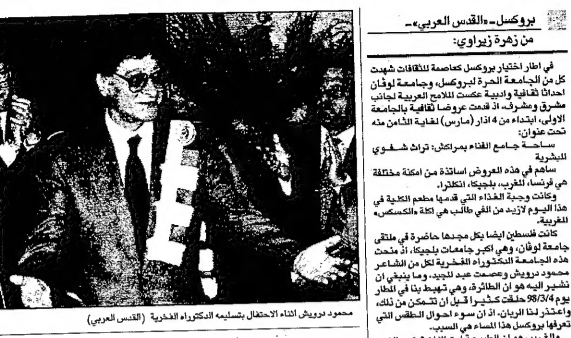 بروكسل ـ «القدس العربي» ـ
من زهرة زيراوي:
في اطار اختيار بروكسل كعاصمة للثقافات شهدت
كل من الجامعة الحرة لبروكسل، وجامعة لوفان
احداثا ثقافية وادبية عكست الملامح العربية لجانب
مشرق ومشرف، اذ قدمت عروضا ثقافية بالجامعة
الاولى، ابتداء من 4 اذار (مارس) لغاية الثامن منه
تحت عنوان:
ساحة جامع الفناء بمراكش: تراث شفوي
للبشرية
ساهم في هذه العروض اساتذة من امكنة مختلفة
هي فرنسا، المغرب، بلجيكا، انكلترا.
وكانت وجبة الغذاء التي قدمها مطعم الكلية في
هذا اليوم لازيد من الفي طالب هي اكلة «الكسكس»
المغربية.
كانت فلسطين ايضا بكل مجدها حاضرة في ملتقى
جامعة لوفان، وهي اكبر جامعات بلجيكا، اذ منحت
هذه الجامعة الدكتوراه الفخرية لكل من الشاعر
محمود درويش وعصمت عبد المجيد، وما ينبغي ان
نشير اليه هو ان الطائرة، وهي تهبط بنا في المطار
يوم 98/3/4 حلقت كثيرا قبل ان تتمكن من ذلك،
واعتذر لنا الربان، اذ ان سوء احوال الطقس التي
تعرفها بروكسل هذا المساء هي السبب.
محمود درويش أثناء الاحتفال بتسليمه الدكتوراه الفخرية (القدس العربي)